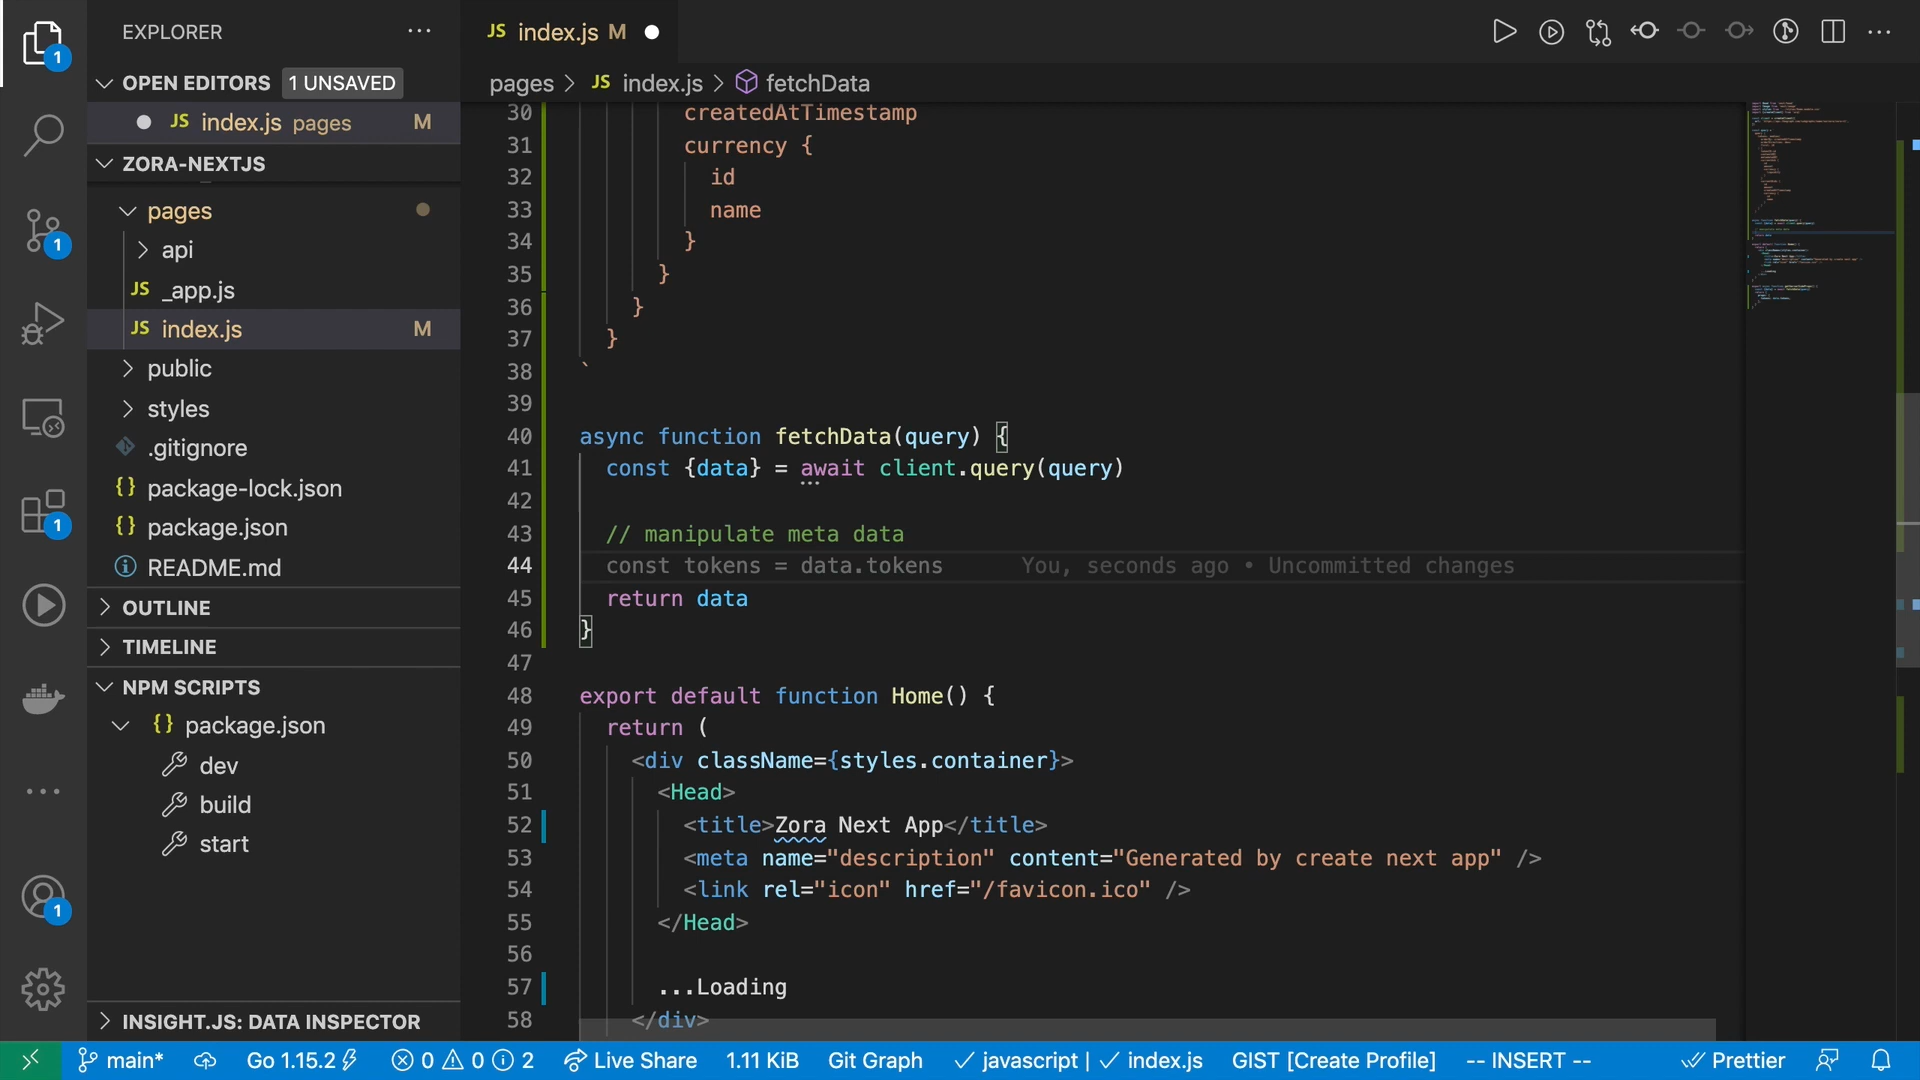 EXPLORER
OPEN EDITORS 1 UNSAVED
JS index.js pages M
ZORA-NEXTJS
pages
api
JS _app.js
JS index.js M
public
styles
.gitignore
{} package-lock.json
{} package.json
README.md
OUTLINE
TIMELINE
NPM SCRIPTS
{} package.json
dev
build
start
INSIGHT.JS: DATA INSPECTOR
1
1
1
1
JS index.js M
pages > JS index.js > fetchData
30 createdAtTimestamp
31 currency {
32 id
33 name
34 }
35 }
36 }
37 }
38 `
39
40 async function fetchData(query) {
41 const {data} = await client.query(query)
42
43 // manipulate meta data
44 const tokens = data.tokens You, seconds ago • Uncommitted changes
45 return data
46 }
47
48 export default function Home() {
49 return (
50 <div className={styles.container}>
51 <Head>
52 <title>Zora Next App</title>
53 <meta name="description" content="Generated by create next app" />
54 <link rel="icon" href="/favicon.ico" />
55 </Head>
56
57 ...Loading
58 </div>
main* Go 1.15.2 0 0 2 Live Share 1.11 KiB Git Graph javascript | index.js GIST [Create Profile] -- INSERT -- Prettier